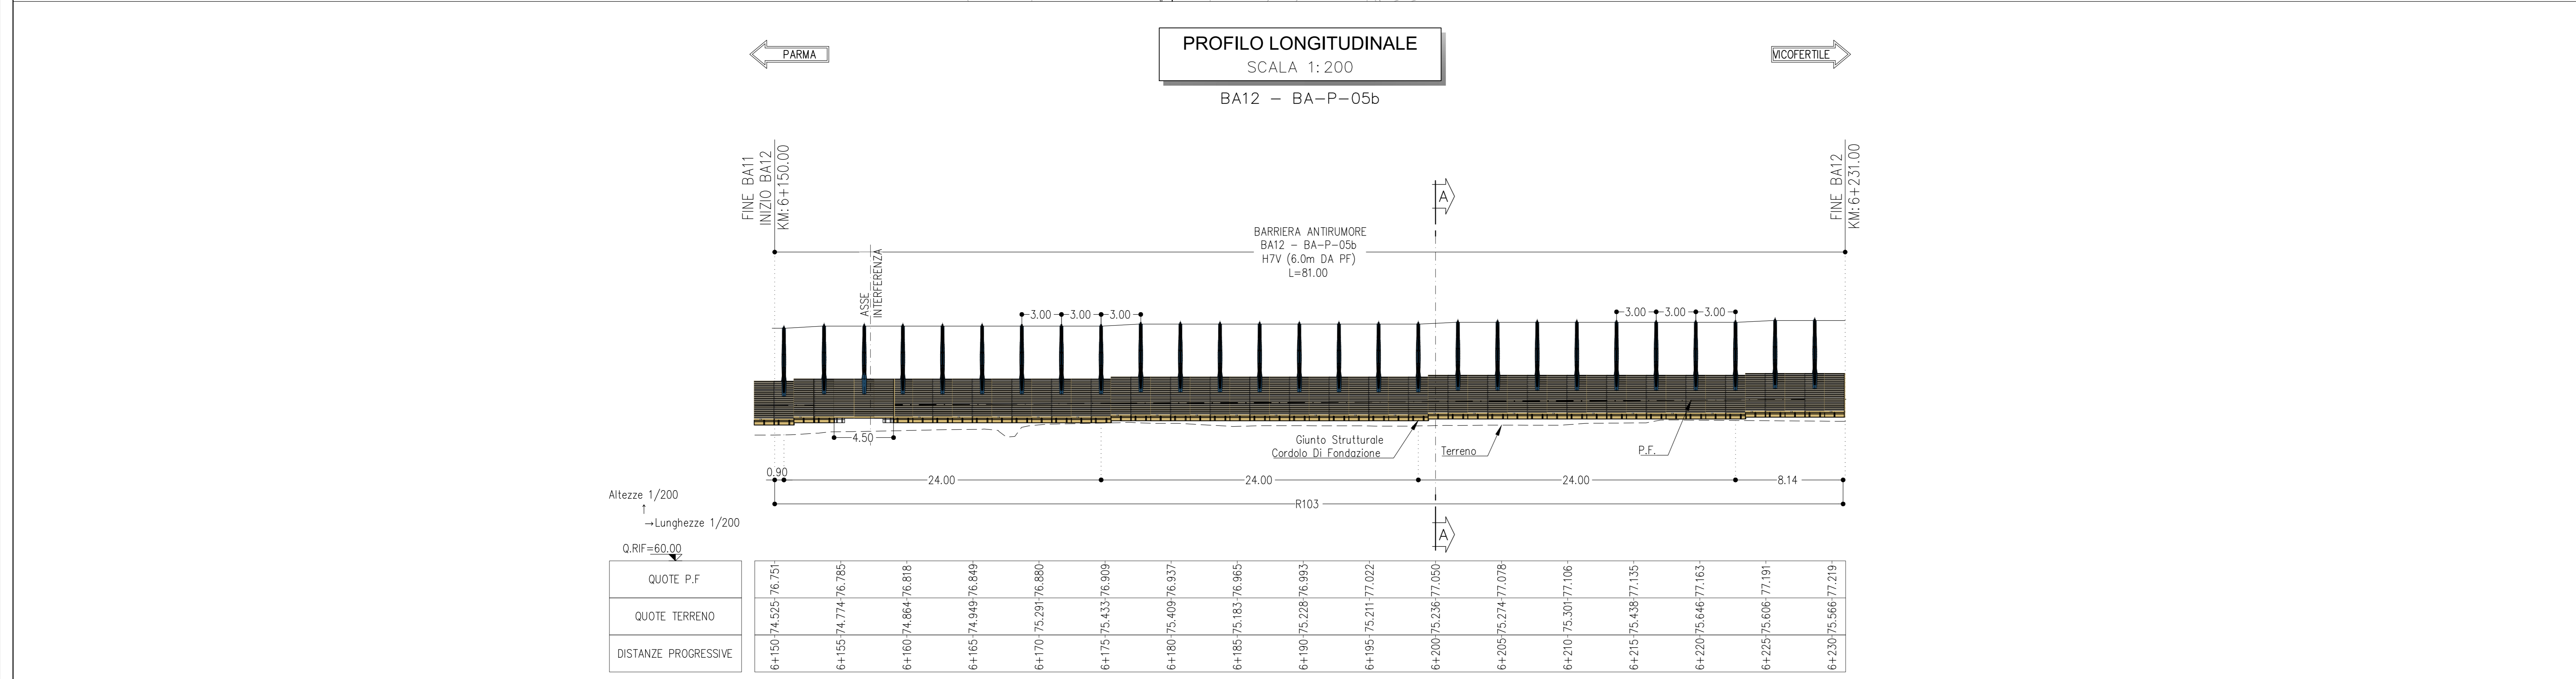 PARMA
PROFILO LONGITUDINALE
SCALA 1:200
VICOFERTILE
BA12 – BA–P–05b
FINE BA11
INIZIO BA12
KM:6+150.00
FINE BA12
KM:6+231.00
A
BARRIERA ANTIRUMORE
BA12 – BA–P–05b
H7V (6.0m DA PF)
L=81.00
ASSE
INTERFERENZA
3.00 3.00 3.00
3.00 3.00 3.00
4.50
Giunto Strutturale
Cordolo Di Fondazione
Terreno
P.F.
0.90 24.00 24.00 24.00 8.14
R103
Altezze 1/200
↑
→Lunghezze 1/200
A
Q.RIF=60.00
QUOTE P.F 76.751 76.785 76.818 76.849 76.880 76.909 76.937 76.965 76.993 77.022 77.050 77.078 77.106 77.135 77.163 77.191 77.219
QUOTE TERRENO 74.525 74.774 74.864 74.949 75.291 75.433 75.409 75.183 75.228 75.211 75.236 75.274 75.301 75.438 75.646 75.606 75.566
DISTANZE PROGRESSIVE 6+150 6+155 6+160 6+165 6+170 6+175 6+180 6+185 6+190 6+195 6+200 6+205 6+210 6+215 6+220 6+225 6+230